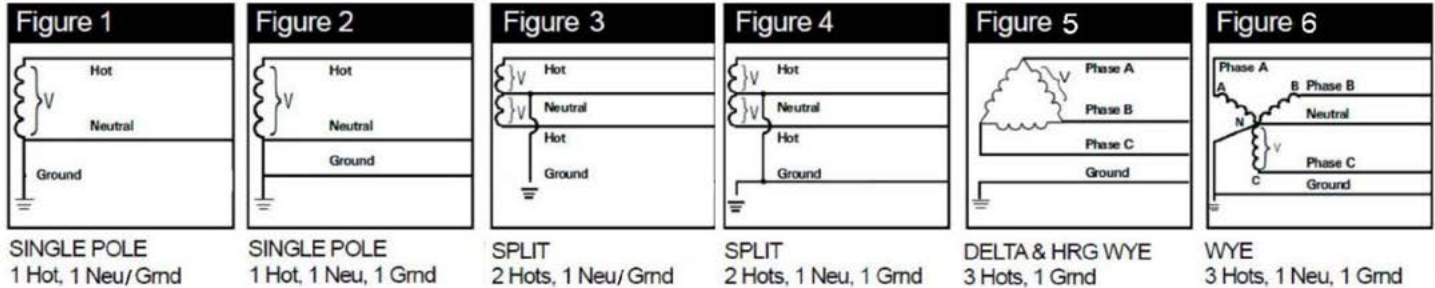 Figure 1
Hot
V
Neutral
Ground
SINGLE POLE
1 Hot, 1 Neu/Grnd
Figure 2
Hot
V
Neutral
Ground
SINGLE POLE
1 Hot, 1 Neu, 1 Grnd
Figure 3
V
Hot
Neutral
V
Hot
Ground
SPLIT
2 Hots, 1 Neu/Grnd
Figure 4
V
Hot
Neutral
V
Hot
Ground
SPLIT
2 Hots, 1 Neu, 1 Grnd
Figure 5
V
Phase A
Phase B
Phase C
Ground
DELTA & HRG WYE
3 Hots, 1 Grnd
Figure 6
Phase A
A
B Phase B
Neutral
N
V
Phase C
C
Ground
WYE
3 Hots, 1 Neu, 1 Grnd